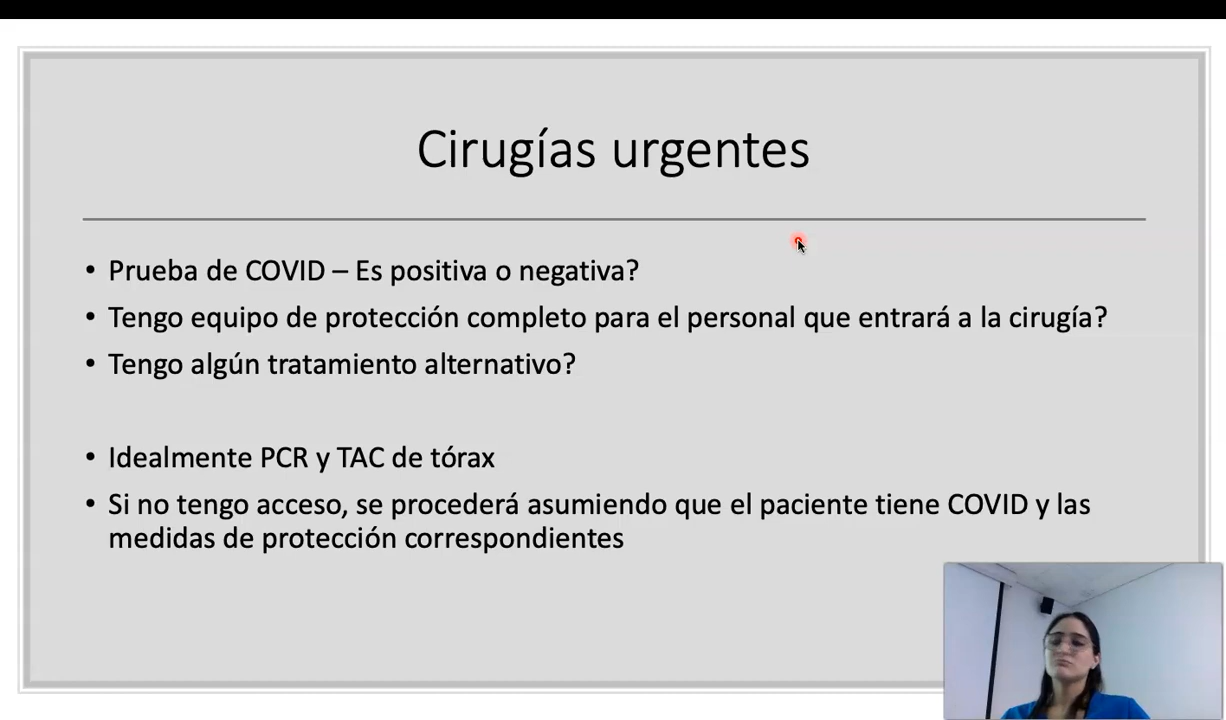 Cirugías urgentes
• Prueba de COVID – Es positiva o negativa?
• Tengo equipo de protección completo para el personal que entrará a la cirugía?
• Tengo algún tratamiento alternativo?
• Idealmente PCR y TAC de tórax
• Si no tengo acceso, se procederá asumiendo que el paciente tiene COVID y las
medidas de protección correspondientes